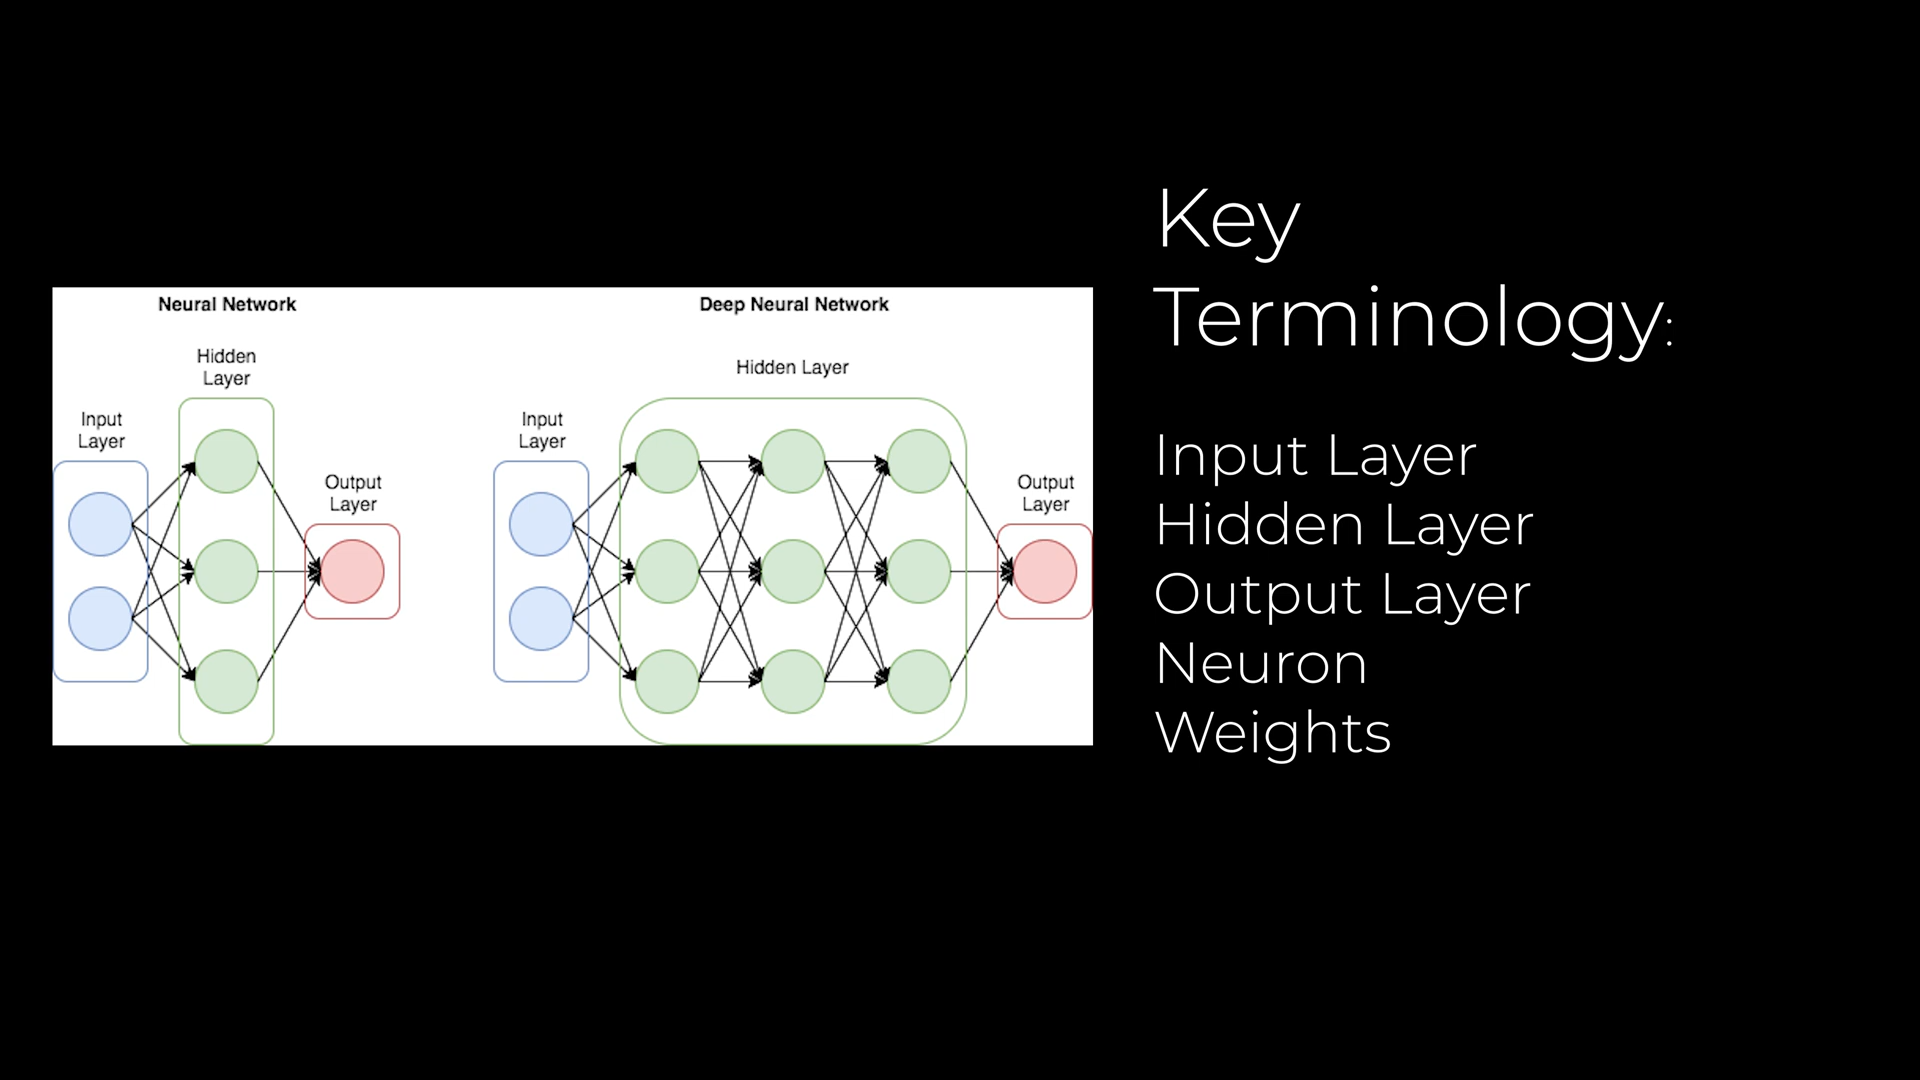 Neural Network
Hidden
Layer
Input
Layer
Output
Layer
Deep Neural Network
Hidden Layer
Input
Layer
Output
Layer
Key
Terminology:
Input Layer
Hidden Layer
Output Layer
Neuron
Weights